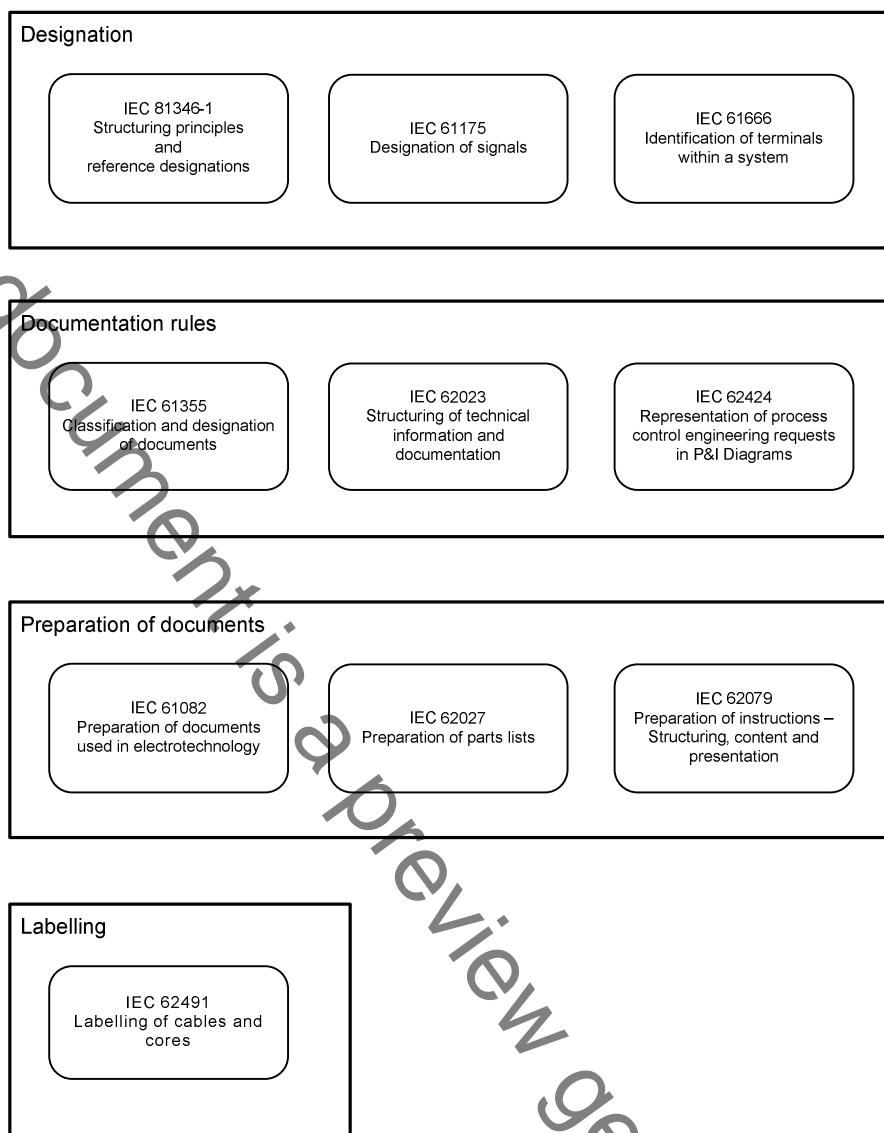 Designation
IEC 81346-1
Structuring principles
and
reference designations
IEC 61175
Designation of signals
IEC 61666
Identification of terminals
within a system
Documentation rules
IEC 61355
Classification and designation
of documents
IEC 62023
Structuring of technical
information and
documentation
IEC 62424
Representation of process
control engineering requests
in P&I Diagrams
Preparation of documents
IEC 61082
Preparation of documents
used in electrotechnology
IEC 62027
Preparation of parts lists
IEC 62079
Preparation of instructions –
Structuring, content and
presentation
Labelling
IEC 62491
Labelling of cables and
cores
document is a preview ge